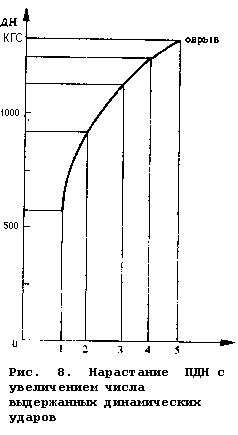 ДН
КГС
обрыв
1000
500
0
1 2 3 4 5
Рис. 8. Нарастание ПДН с
увеличением числа
выдержанных динамических
ударов